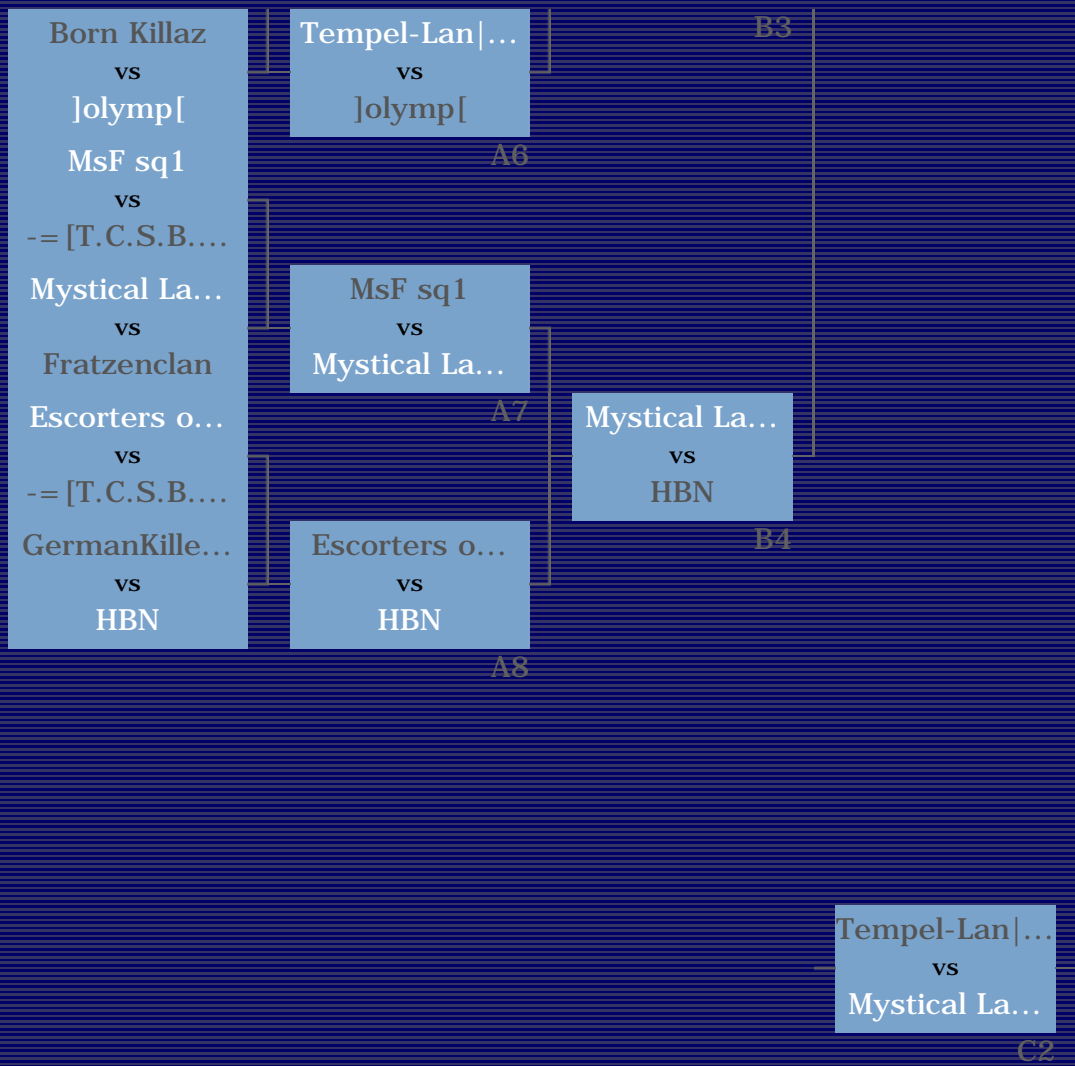 Born Killaz
vs
]olymp[
MsF sq1
vs
-=[T.C.S.B....
Mystical La...
vs
Fratzenclan
Escorters o...
vs
-=[T.C.S.B....
GermanKille...
vs
HBN
Tempel-Lan|...
vs
]olymp[
A6
MsF sq1
vs
Mystical La...
A7
Escorters o...
vs
HBN
A8
B3
Mystical La...
vs
HBN
B4
Tempel-Lan|...
vs
Mystical La...
C2